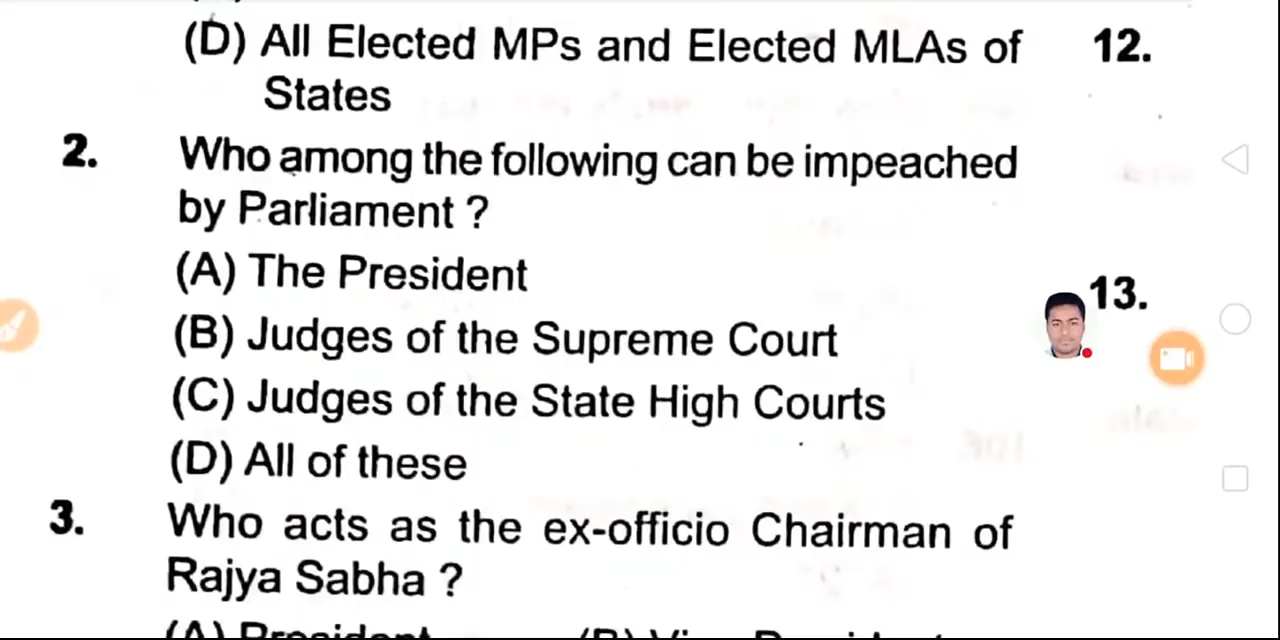 (D) All Elected MPs and Elected MLAs of
States
12.
2. Who among the following can be impeached
by Parliament ?
(A) The President
(B) Judges of the Supreme Court
(C) Judges of the State High Courts
(D) All of these
13.
3. Who acts as the ex-officio Chairman of
Rajya Sabha ?
(A) President